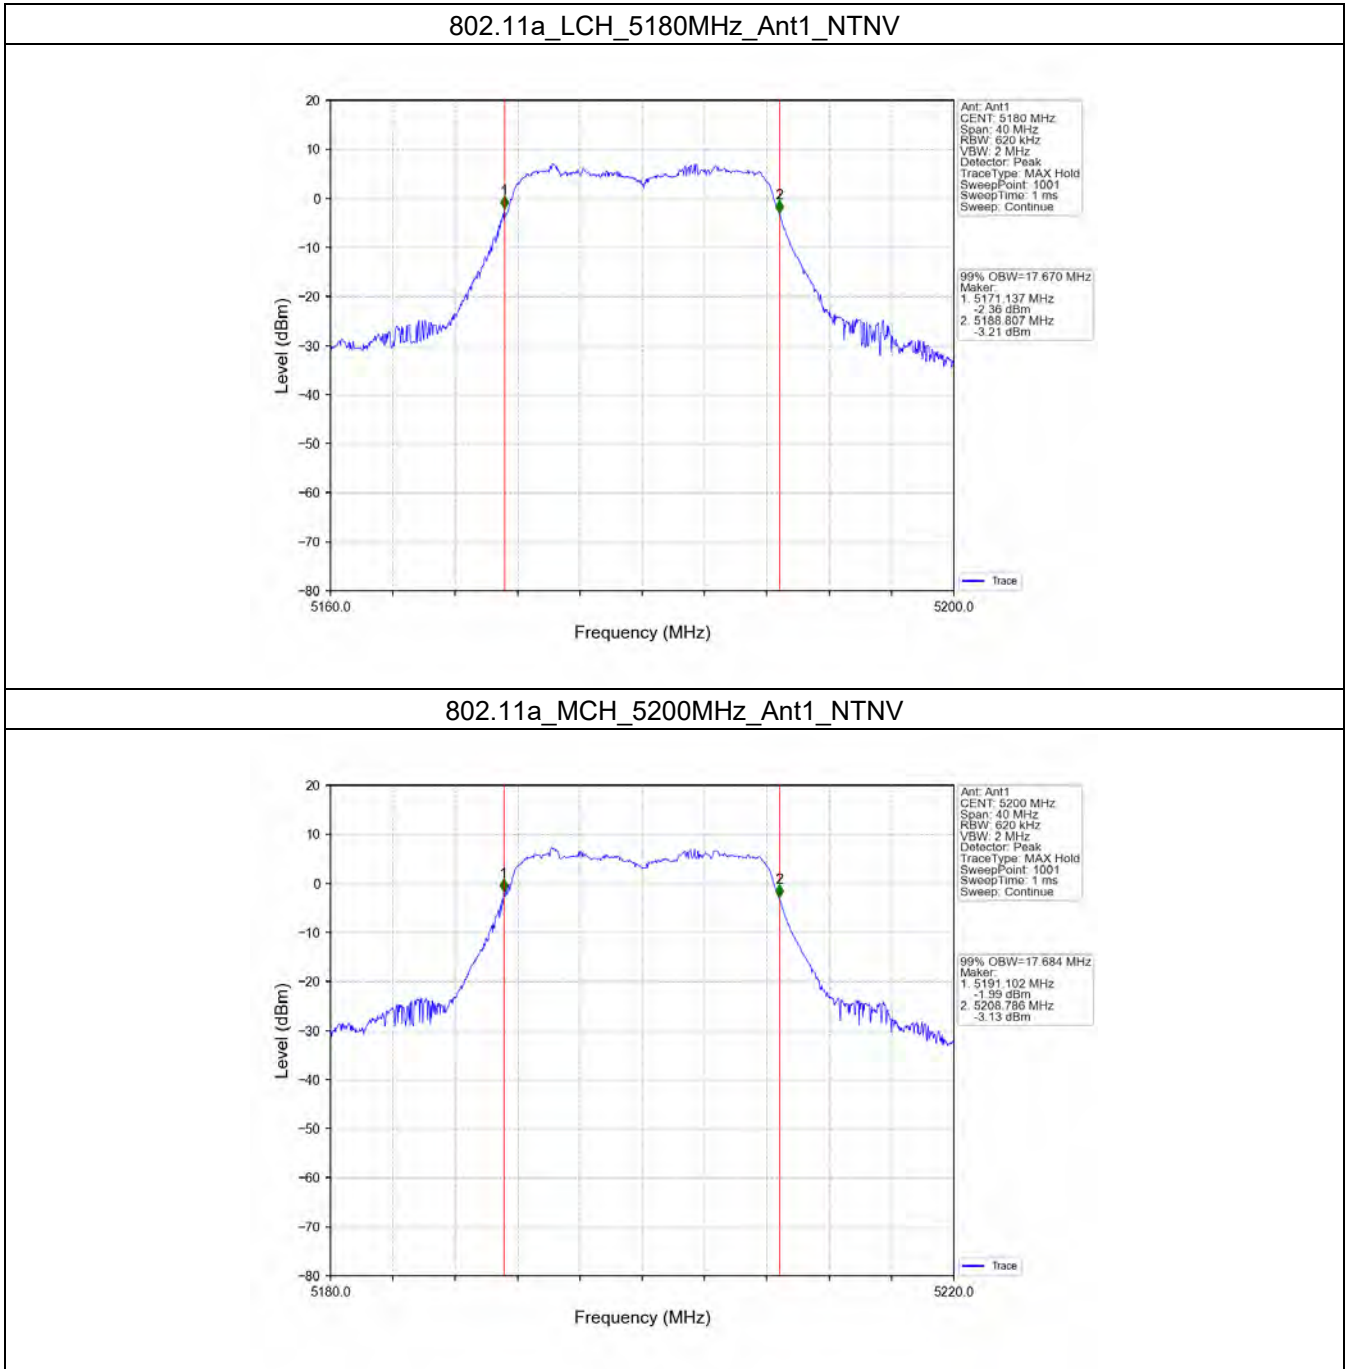 802.11a_LCH_5180MHz_Ant1_NTNV
20
10
0
−10
−20
−30
−40
−50
−60
−70
−80
Level (dBm)
1
2
5160.0
5200.0
Frequency (MHz)
Ant: Ant1
CENT: 5180 MHz
Span: 40 MHz
RBW: 620 kHz
VBW: 2 MHz
Detector: Peak
TraceType: MAX Hold
SweepPoint: 1001
SweepTime: 1 ms
Sweep: Continue
99% OBW=17.670 MHz
Maker:
1. 5171.137 MHz
-2.36 dBm
2. 5188.807 MHz
-3.21 dBm
Trace
802.11a_MCH_5200MHz_Ant1_NTNV
20
10
0
−10
−20
−30
−40
−50
−60
−70
−80
Level (dBm)
1
2
5180.0
5220.0
Frequency (MHz)
Ant: Ant1
CENT: 5200 MHz
Span: 40 MHz
RBW: 620 kHz
VBW: 2 MHz
Detector: Peak
TraceType: MAX Hold
SweepPoint: 1001
SweepTime: 1 ms
Sweep: Continue
99% OBW=17.684 MHz
Maker:
1. 5191.102 MHz
-1.99 dBm
2. 5208.786 MHz
-3.13 dBm
Trace